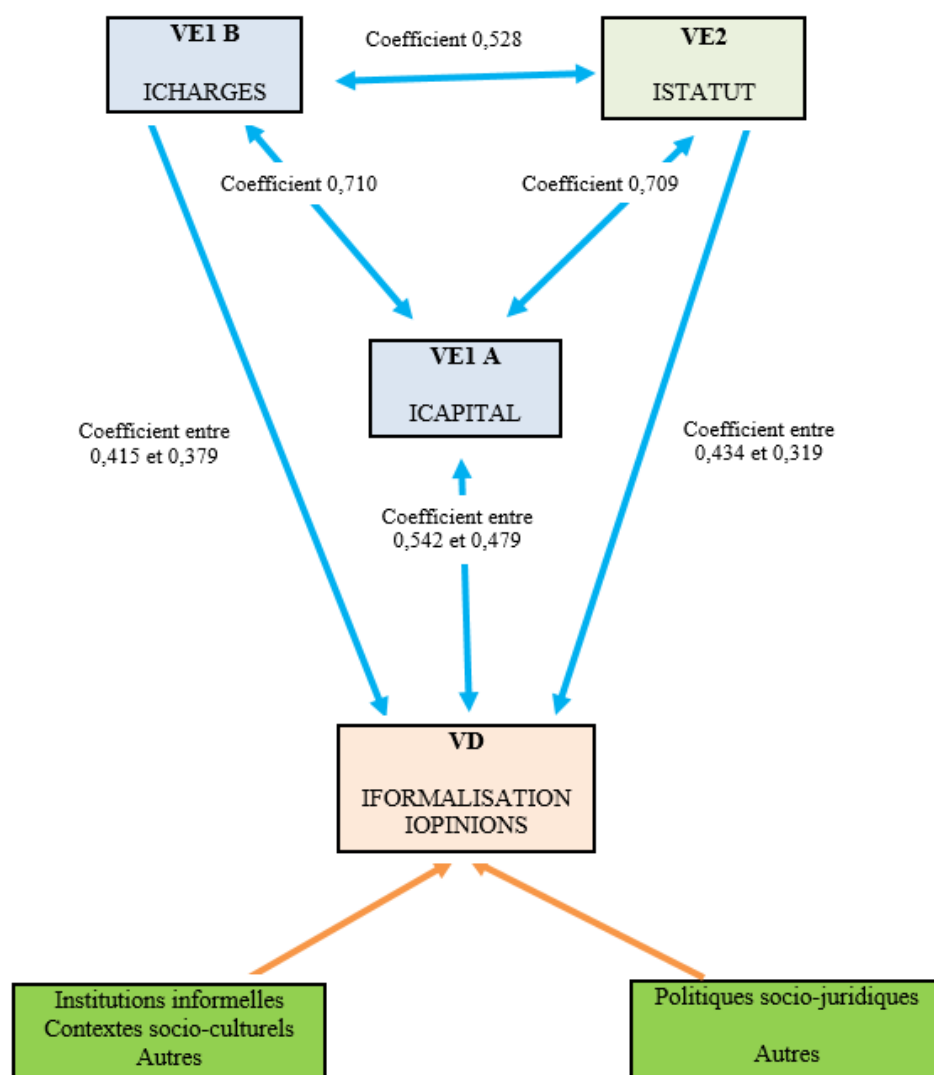 VE1 B
ICHARGES
Coefficient 0,528
VE2
ISTATUT
Coefficient 0,710
Coefficient 0,709
VE1 A
ICAPITAL
Coefficient entre
0,415 et 0,379
Coefficient entre
0,434 et 0,319
Coefficient entre
0,542 et 0,479
VD
IFORMALISATION
IOPINIONS
Institutions informelles
Contextes socio-culturels
Autres
Politiques socio-juridiques
Autres